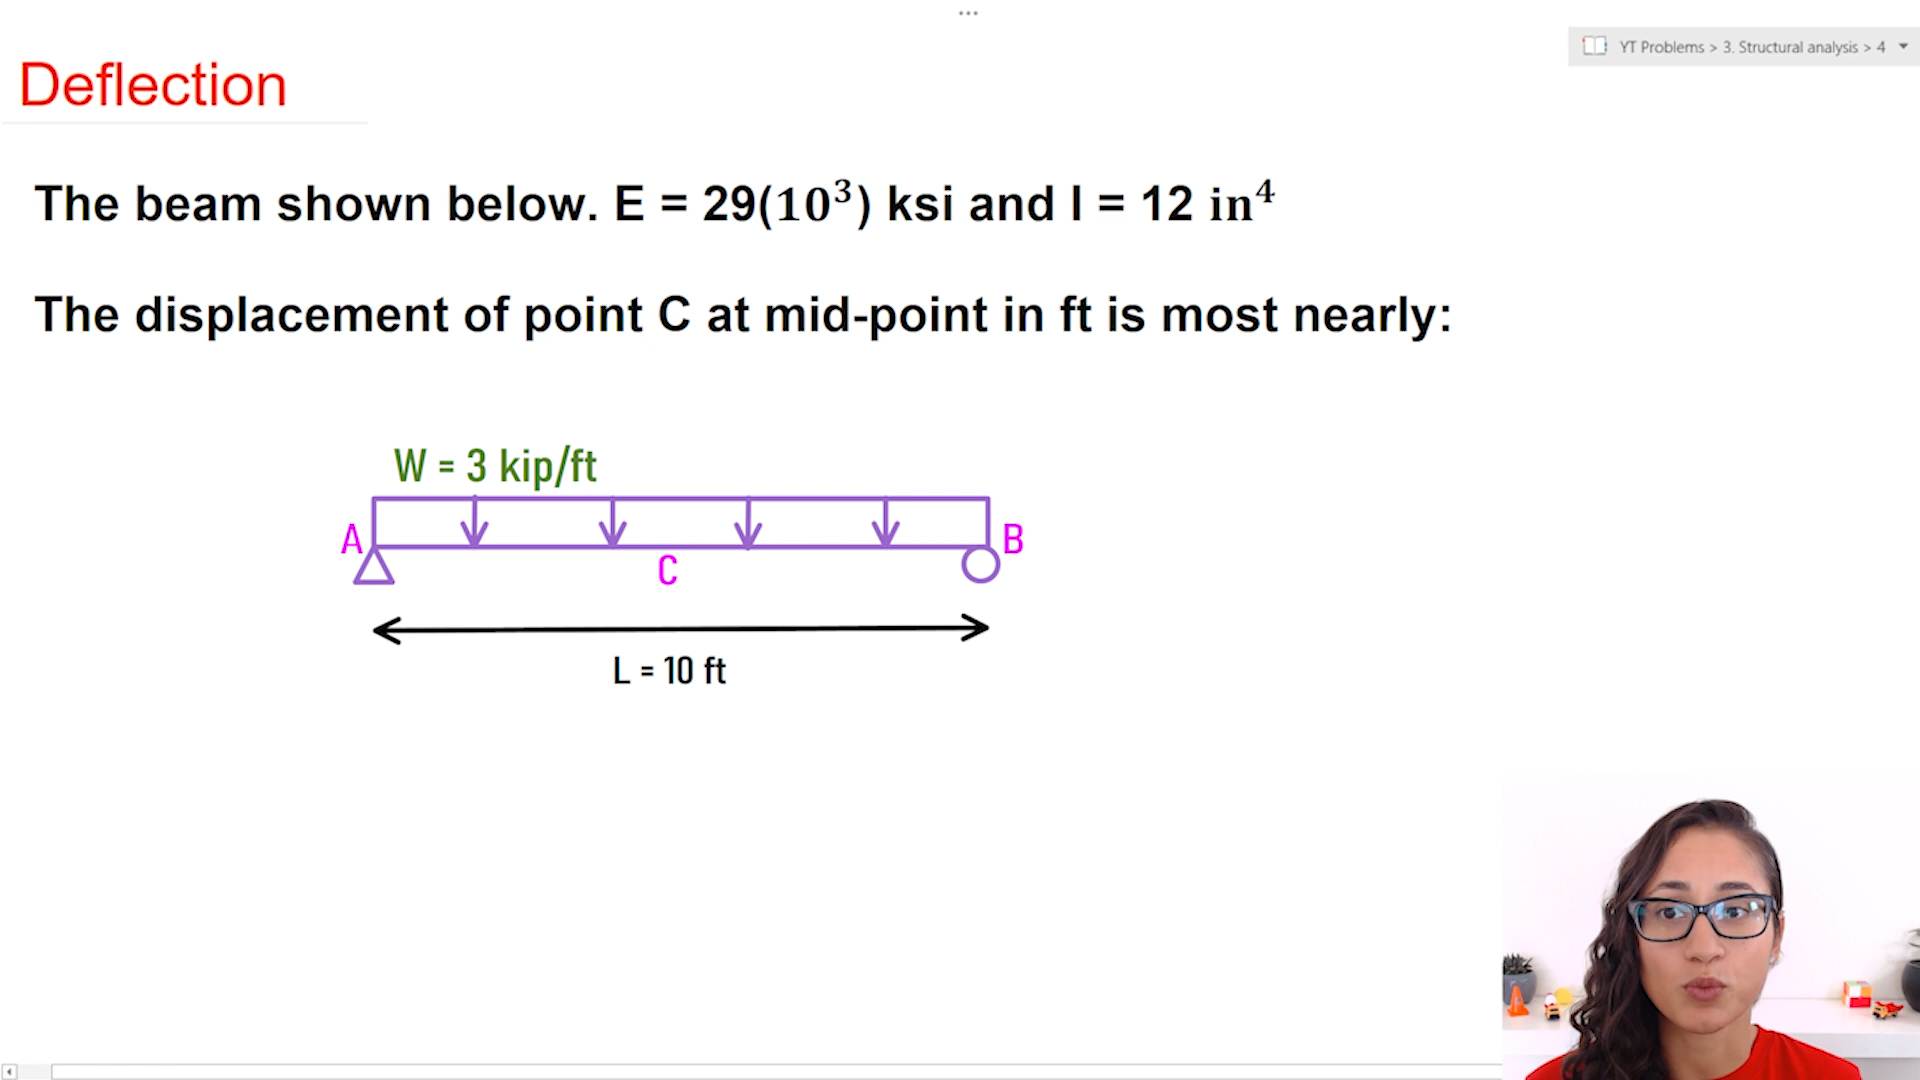 YT Problems > 3. Structural analysis > 4
Deflection
The beam shown below. E = 29(10³) ksi and I = 12 in⁴
The displacement of point C at mid-point in ft is most nearly:
W = 3 kip/ft
A
B
C
L = 10 ft